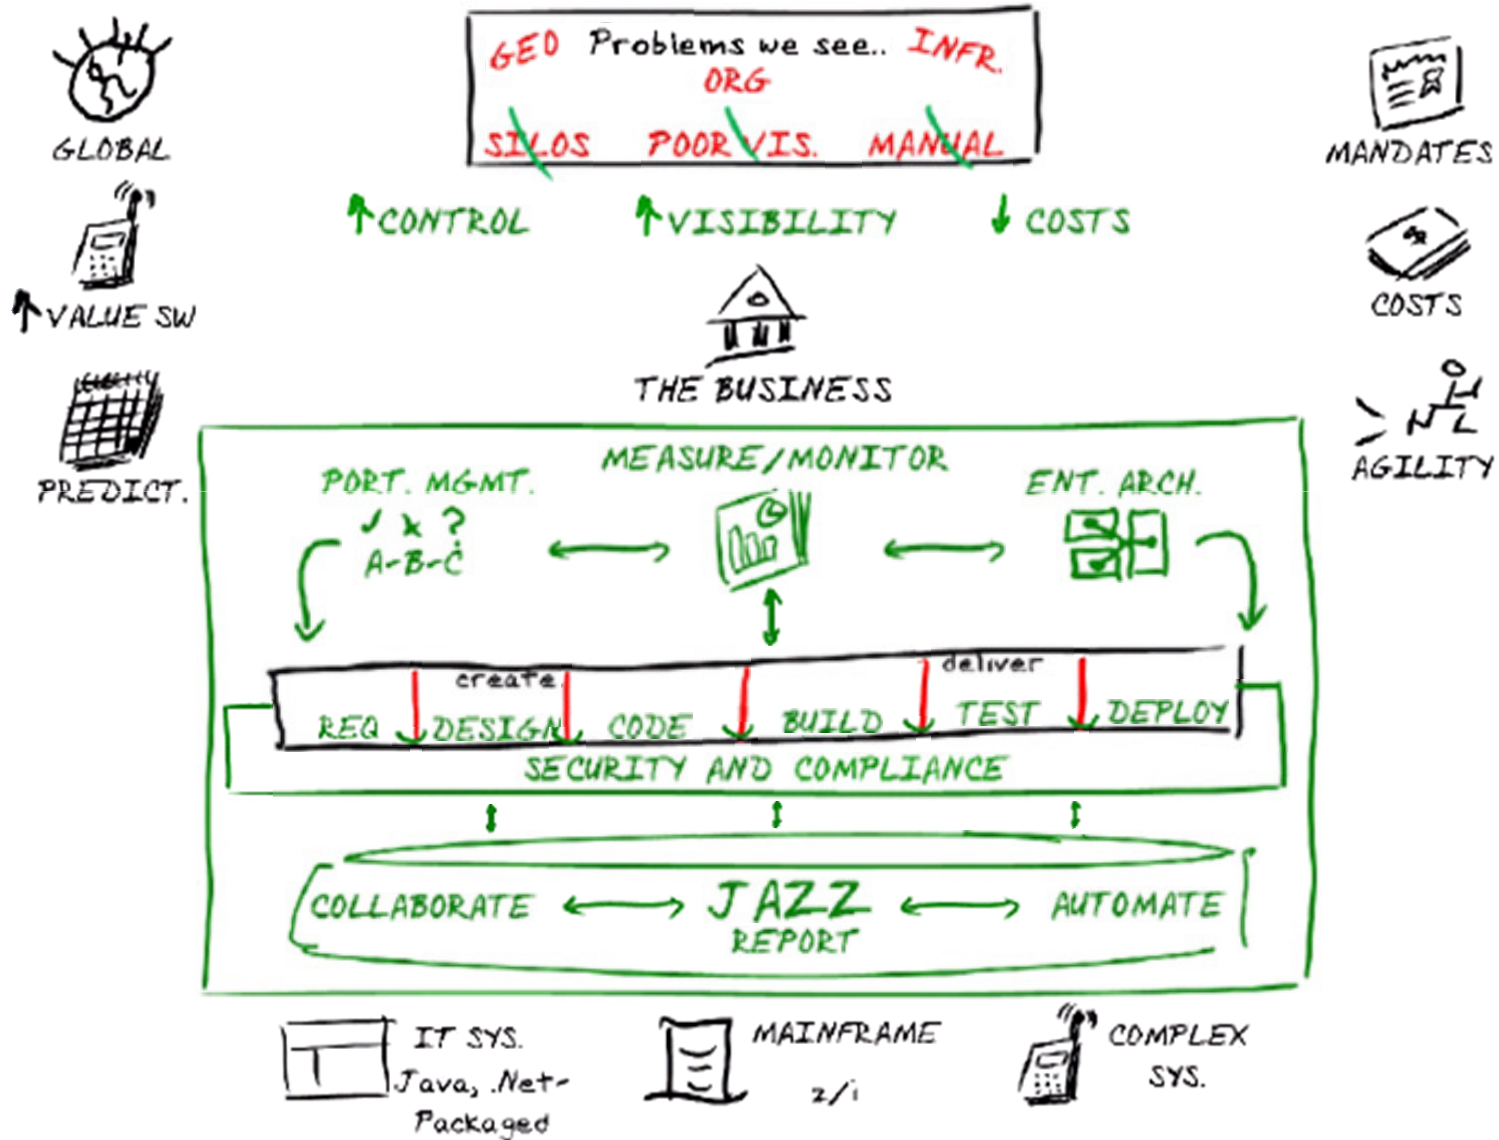 GEO Problems we see.. INFR.
ORG
SILOS POOR VIS. MANUAL
GLOBAL
MANDATES
↑CONTROL ↑VISIBILITY ↓ COSTS
↑VALUE SW
COSTS
THE BUSINESS
PREDICT.
AGILITY
MEASURE/MONITOR
PORT. MGMT.
ENT. ARCH.
✓ x ?
A-B-C
create
deliver
REQ DESIGN CODE BUILD TEST DEPLOY
SECURITY AND COMPLIANCE
COLLABORATE JAZZ AUTOMATE
REPORT
IT SYS.
Java, .Net-
Packaged
MAINFRAME
z/i
COMPLEX
SYS.